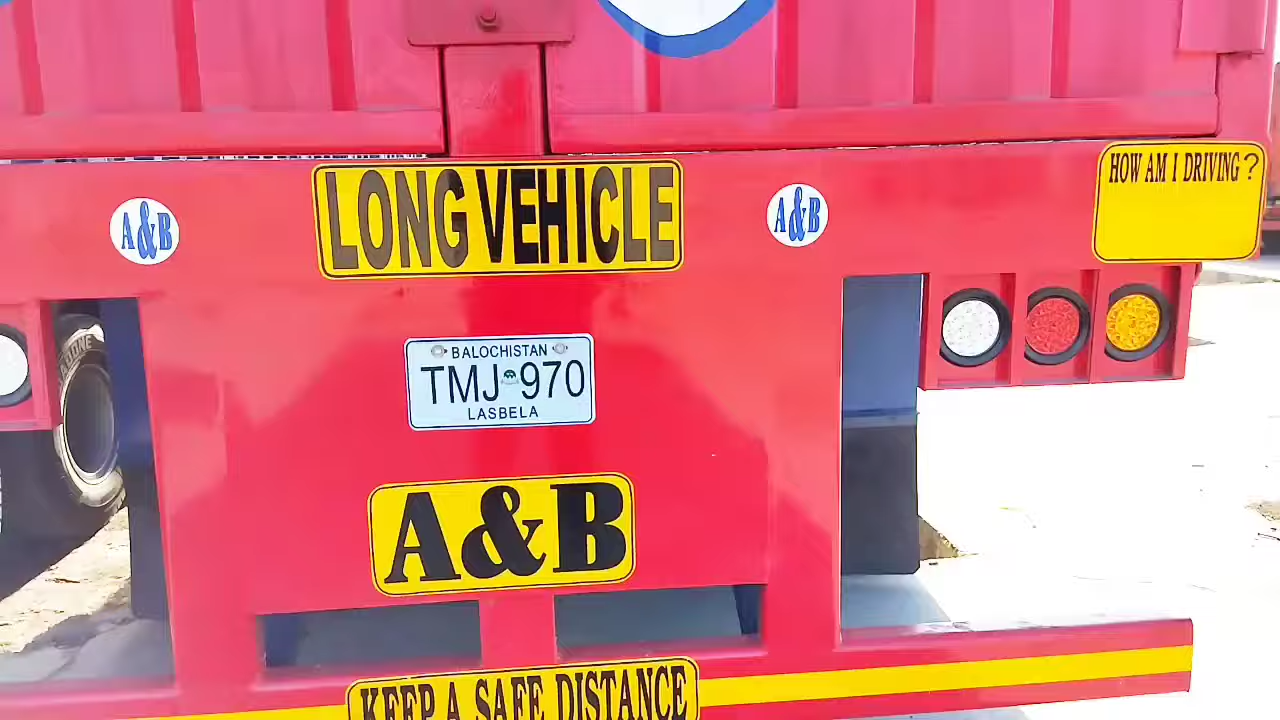 LONG VEHICLE
HOW AM I DRIVING ?
A&B
A&B
BALOCHISTAN
TMJ 970
LASBELA
A&B
KEEP A SAFE DISTANCE